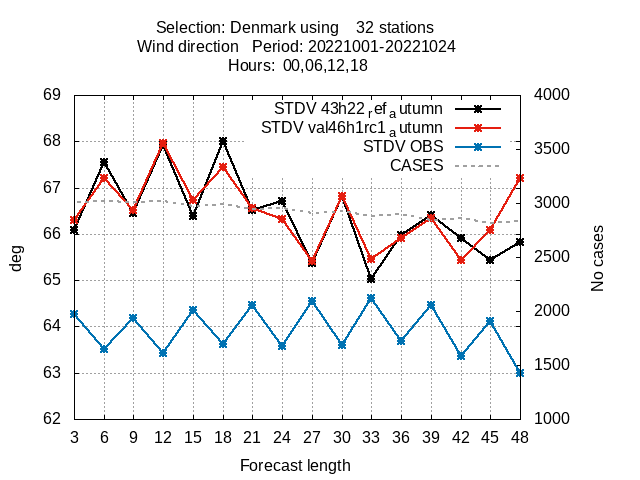 Selection: Denmark using    32 stations
Wind direction   Period: 20221001-20221024
Hours:  00,06,12,18
STDV 43h22_ref_autumn
STDV val46h1rc1_autumn
STDV OBS
CASES
69
68
67
66
65
64
63
62
deg
4000
3500
3000
2500
2000
1500
1000
No cases
3 6 9 12 15 18 21 24 27 30 33 36 39 42 45 48
Forecast length